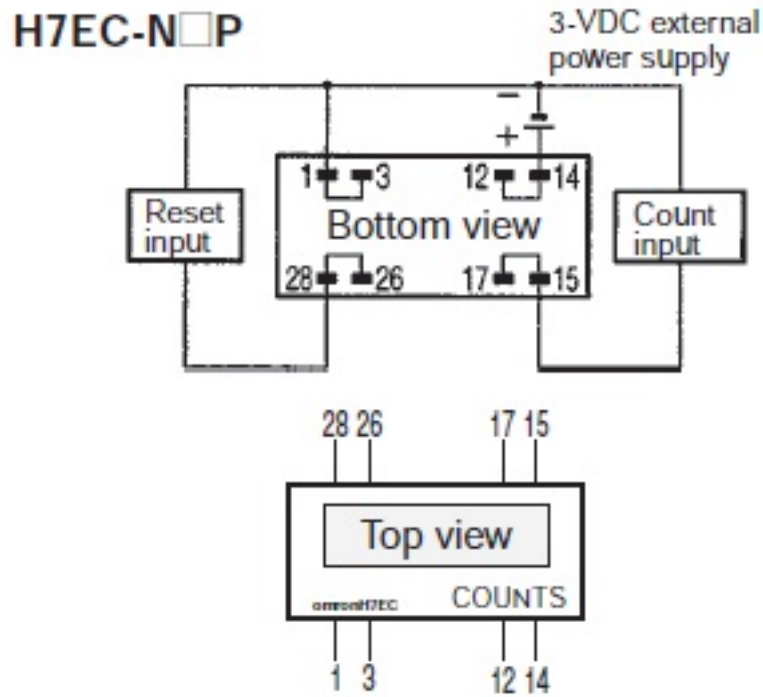 H7EC-N□P
3-VDC external
power supply
−
+
1 3 12 14
Reset
input
Bottom view
Count
input
28 26 17 15
28 26 17 15
Top view
omronH7EC COUNTS
1 3 12 14